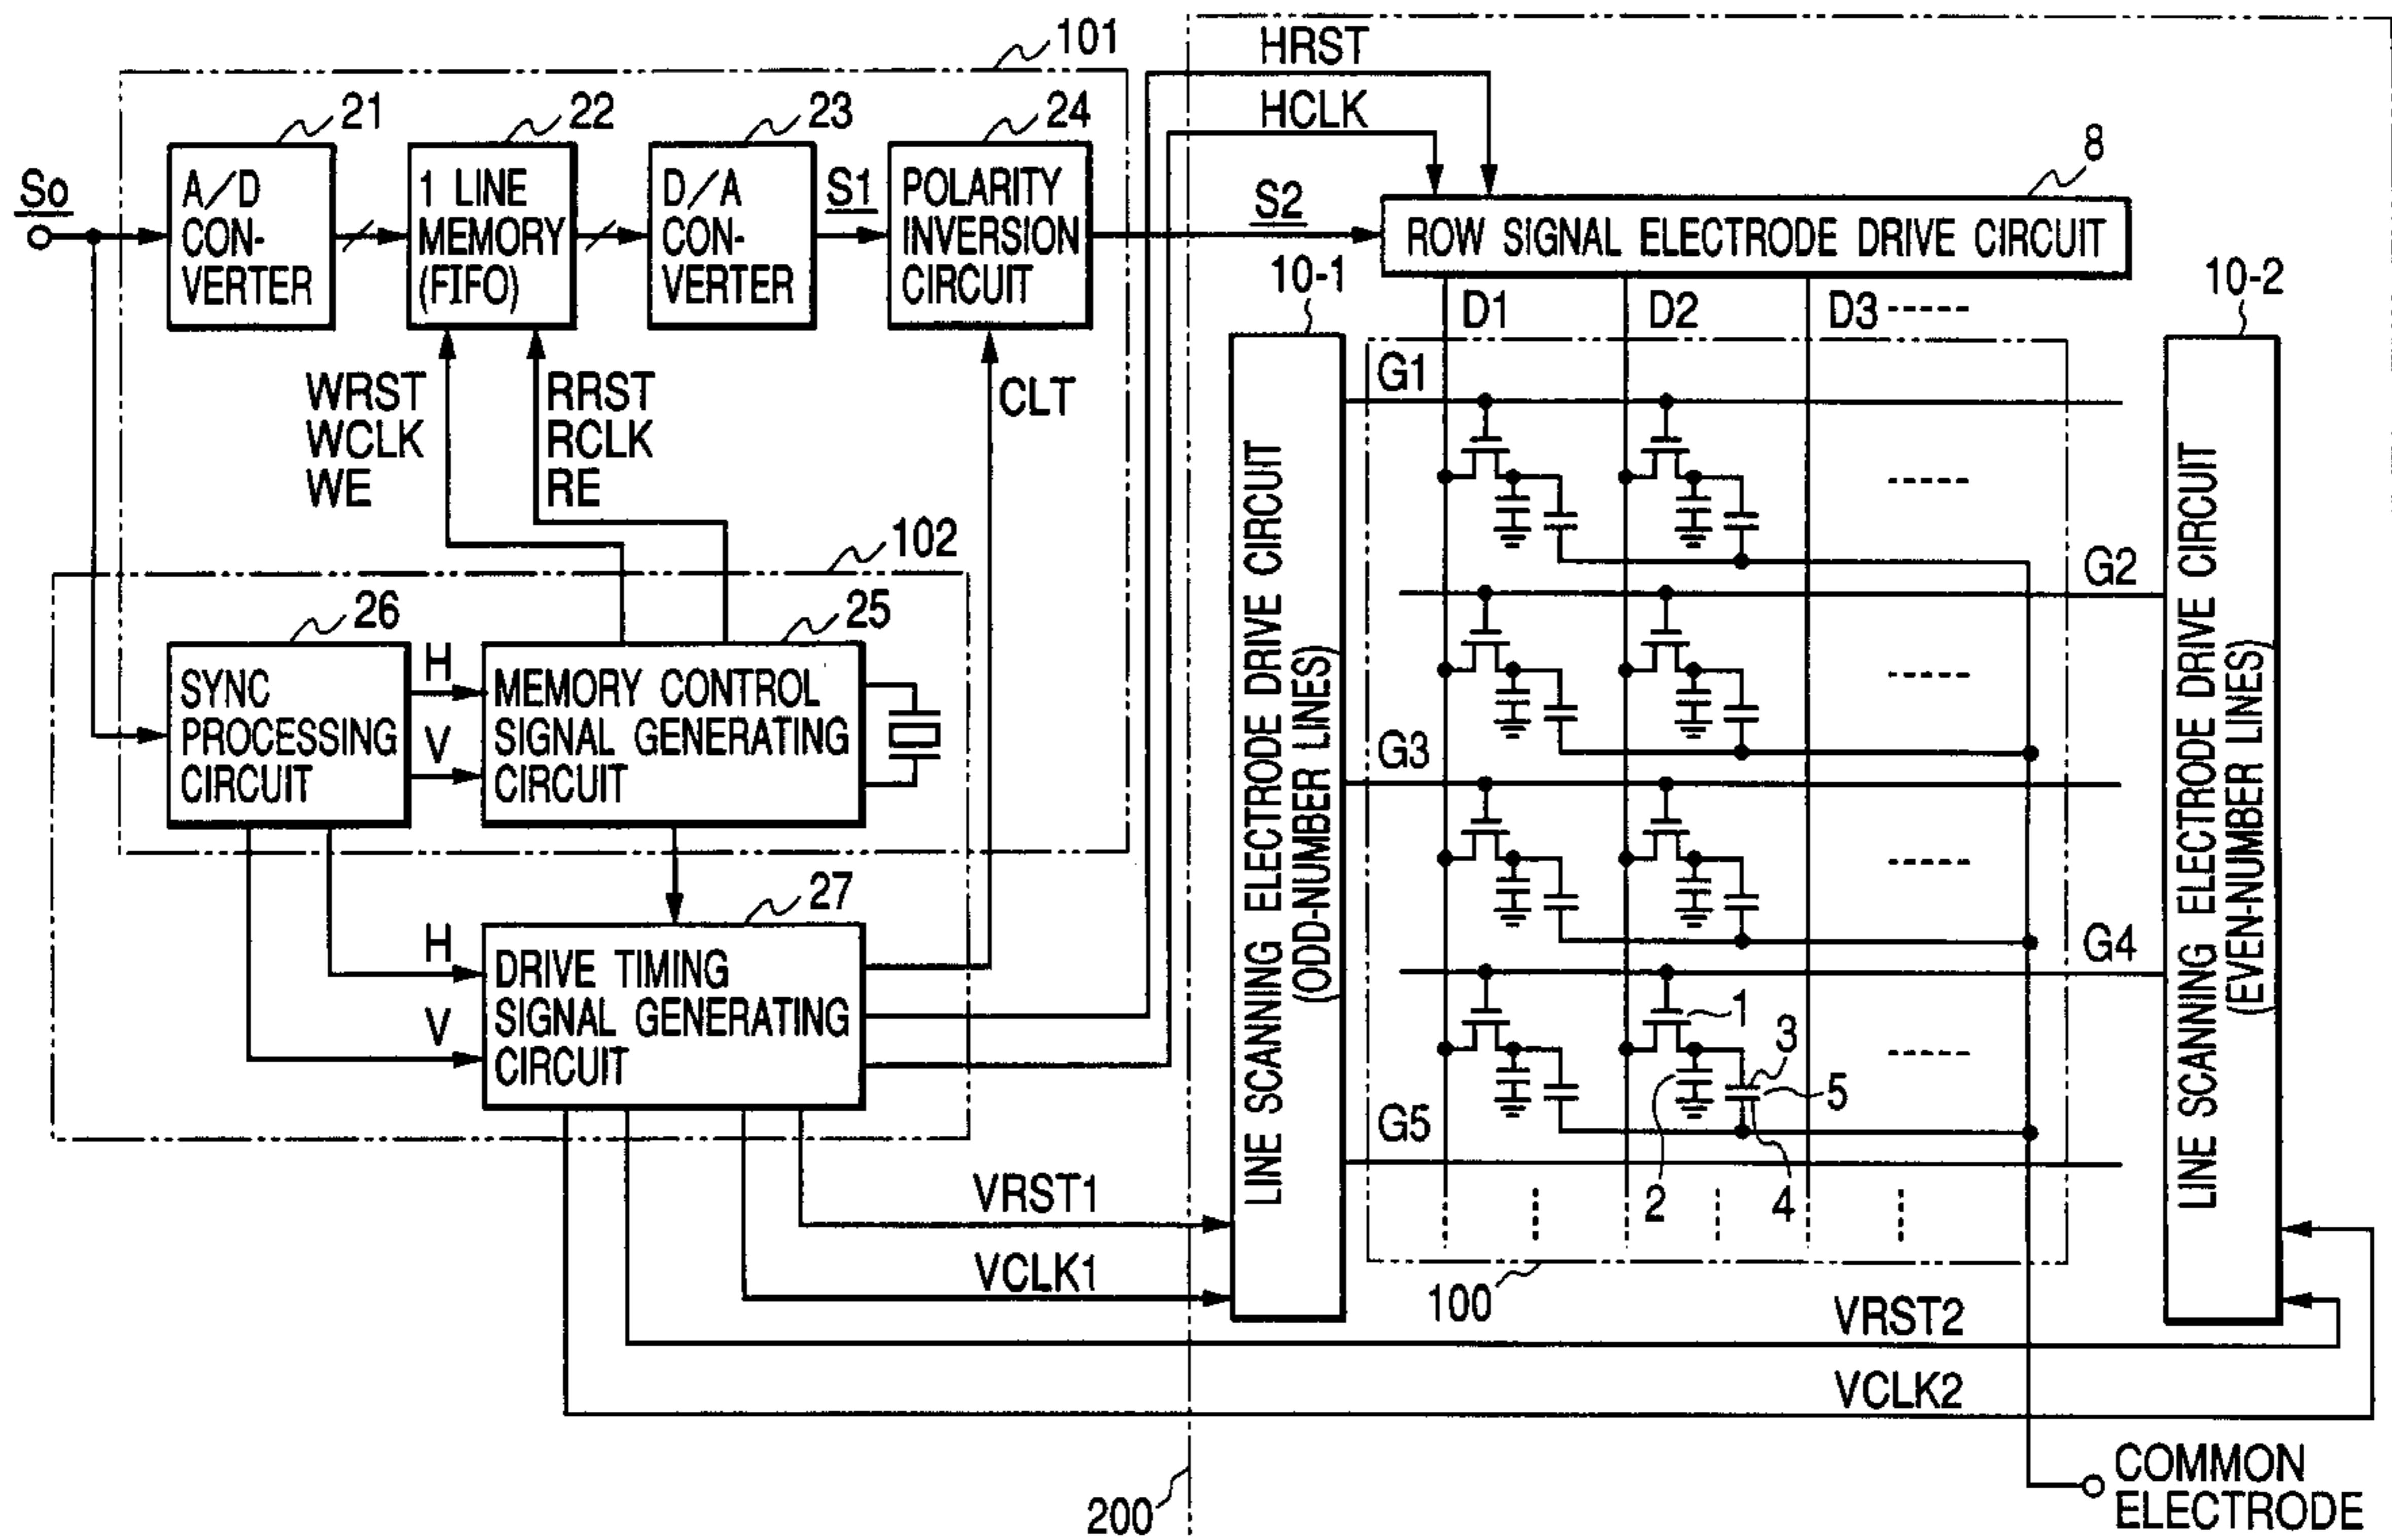 101
HRST
HCLK
21
22
23
24
8
So
A/D
CON-
VERTER
1 LINE
MEMORY
(FIFO)
D/A
CON-
VERTER
S1
POLARITY
INVERSION
CIRCUIT
S2
ROW SIGNAL ELECTRODE DRIVE CIRCUIT
10-1
10-2
D1
D2
D3
WRST
WCLK
WE
RRST
RCLK
RE
CLT
G1
G2
G3
G4
G5
LINE SCANNING ELECTRODE DRIVE CIRCUIT
(ODD-NUMBER LINES)
LINE SCANNING ELECTRODE DRIVE CIRCUIT
(EVEN-NUMBER LINES)
102
26
25
SYNC
PROCESSING
CIRCUIT
H
V
MEMORY CONTROL
SIGNAL GENERATING
CIRCUIT
27
H
V
DRIVE TIMING
SIGNAL GENERATING
CIRCUIT
1
3
5
2
4
VRST1
VCLK1
100
VRST2
VCLK2
200
COMMON
ELECTRODE